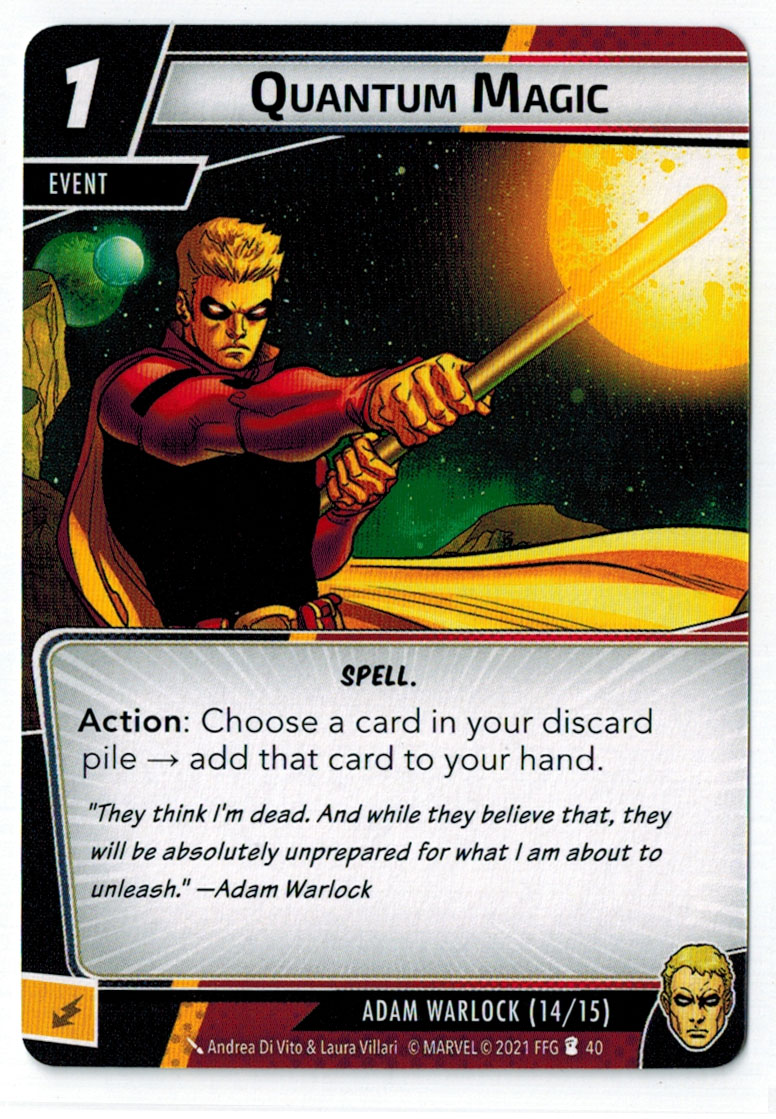 1
QUANTUM MAGIC
EVENT
SPELL.
Action: Choose a card in your discard
pile → add that card to your hand.
"They think I'm dead. And while they believe that, they
will be absolutely unprepared for what I am about to
unleash." —Adam Warlock
ADAM WARLOCK (14/15)
Andrea Di Vito & Laura Villari © MARVEL © 2021 FFG 40